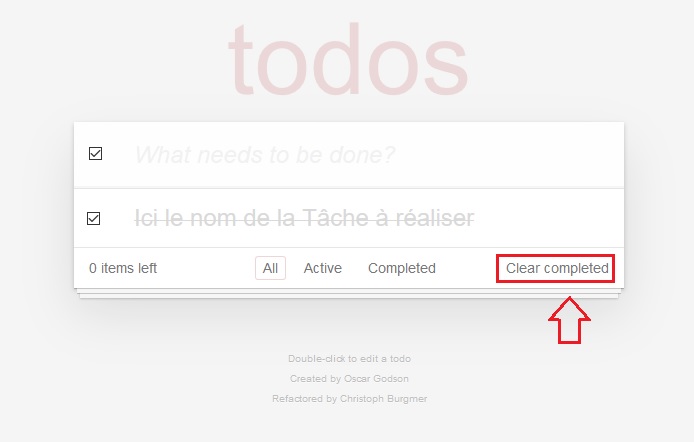 todos
What needs to be done?
Ici le nom de la Tâche à réaliser
0 items left All Active Completed Clear completed
Double-click to edit a todo
Created by Oscar Godson
Refactored by Christoph Burgmer